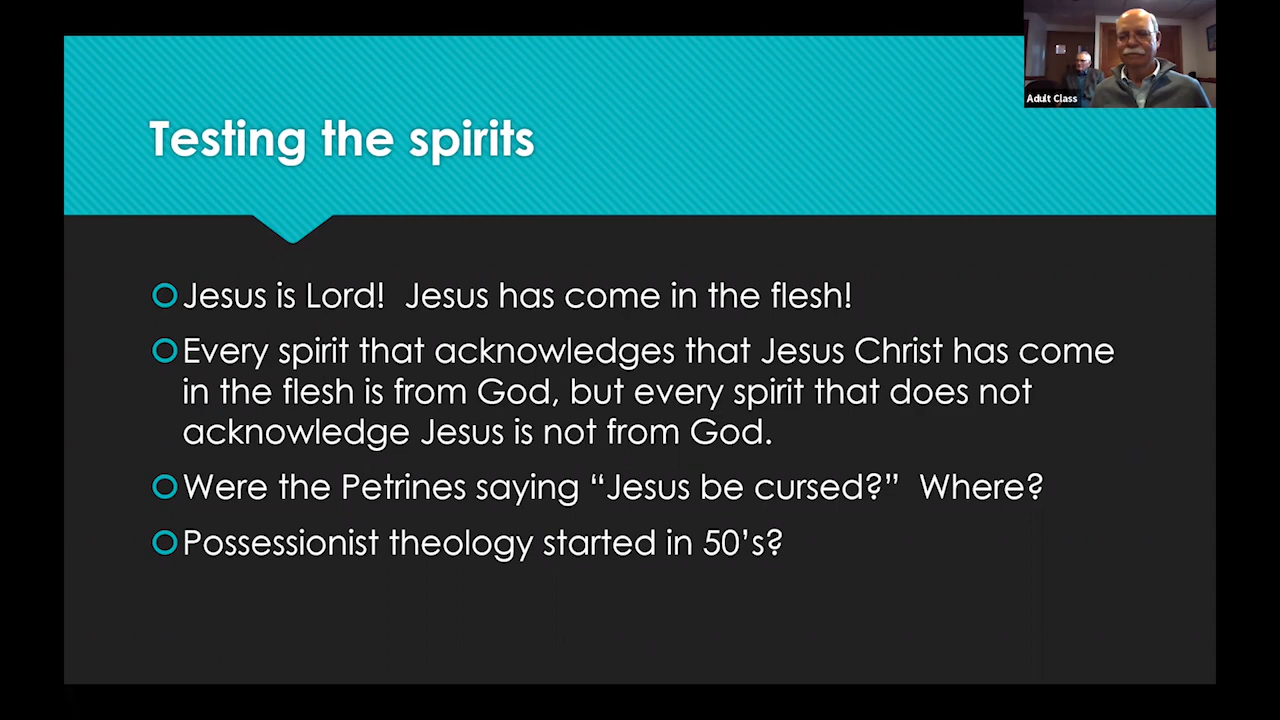 Adult Class
Testing the spirits
Jesus is Lord!  Jesus has come in the flesh!
Every spirit that acknowledges that Jesus Christ has come
in the flesh is from God, but every spirit that does not
acknowledge Jesus is not from God.
Were the Petrines saying “Jesus be cursed?”  Where?
Possessionist theology started in 50’s?